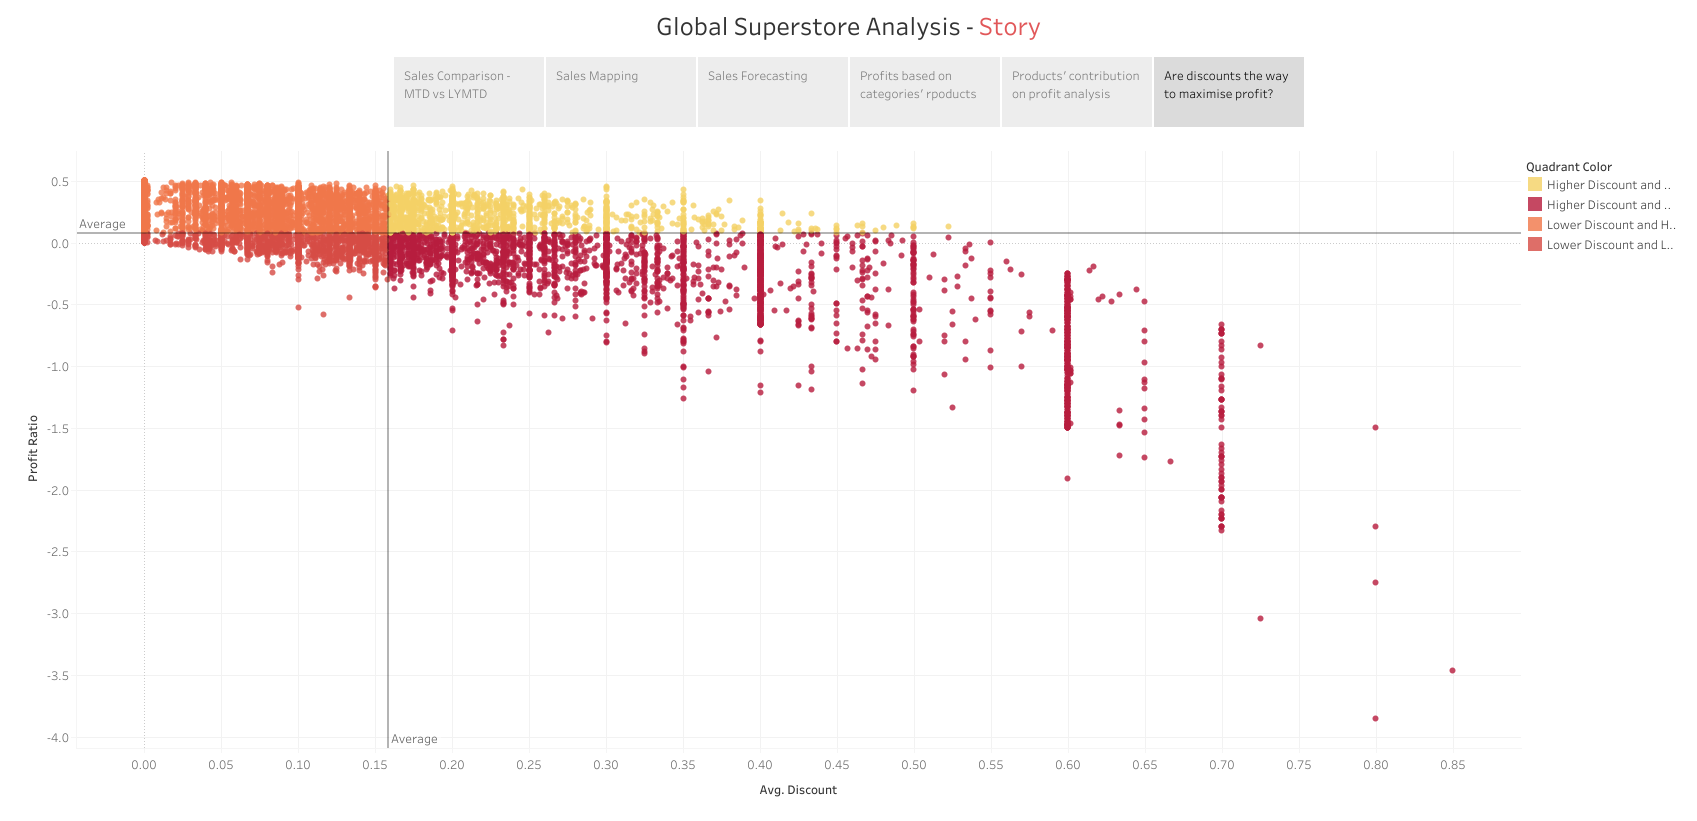 Global Superstore Analysis - Story
Sales Comparison -
MTD vs LYMTD
Sales Mapping
Sales Forecasting
Profits based on
categories' rpoducts
Products' contribution
on profit analysis
Are discounts the way
to maximise profit?
Quadrant Color
Higher Discount and ..
Higher Discount and ..
Lower Discount and H..
Lower Discount and L..
Profit Ratio
0.5
0.0
-0.5
-1.0
-1.5
-2.0
-2.5
-3.0
-3.5
-4.0
Average
Average
0.00 0.05 0.10 0.15 0.20 0.25 0.30 0.35 0.40 0.45 0.50 0.55 0.60 0.65 0.70 0.75 0.80 0.85
Avg. Discount